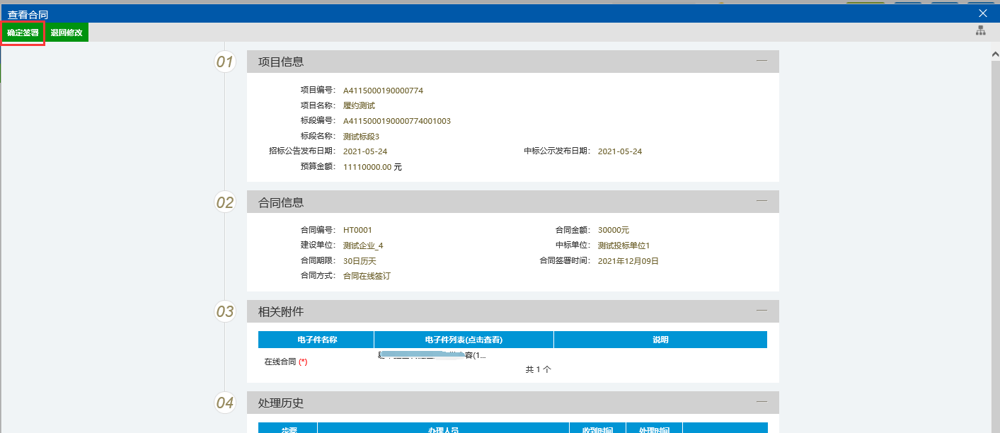 查看合同
确定签署 退回修改
01 项目信息
项目编号： A4115000190000774
项目名称： 履约测试
标段编号： A4115000190000774001003
标段名称： 测试标段3
招标公告发布日期： 2021-05-24 中标公示发布日期： 2021-05-24
预算金额： 11110000.00 元
02 合同信息
合同编号： HT0001 合同金额： 30000元
建设单位： 测试企业_4 中标单位： 测试投标单位1
合同期限： 30日历天 合同签署时间： 2021年12月09日
合同方式： 合同在线签订
03 相关附件
电子件名称 电子件列表(点击查看) 说明
容(1...
在线合同 (*)
共 1 个
04 处理历史
步骤 办理人员 收到时间 处理时间